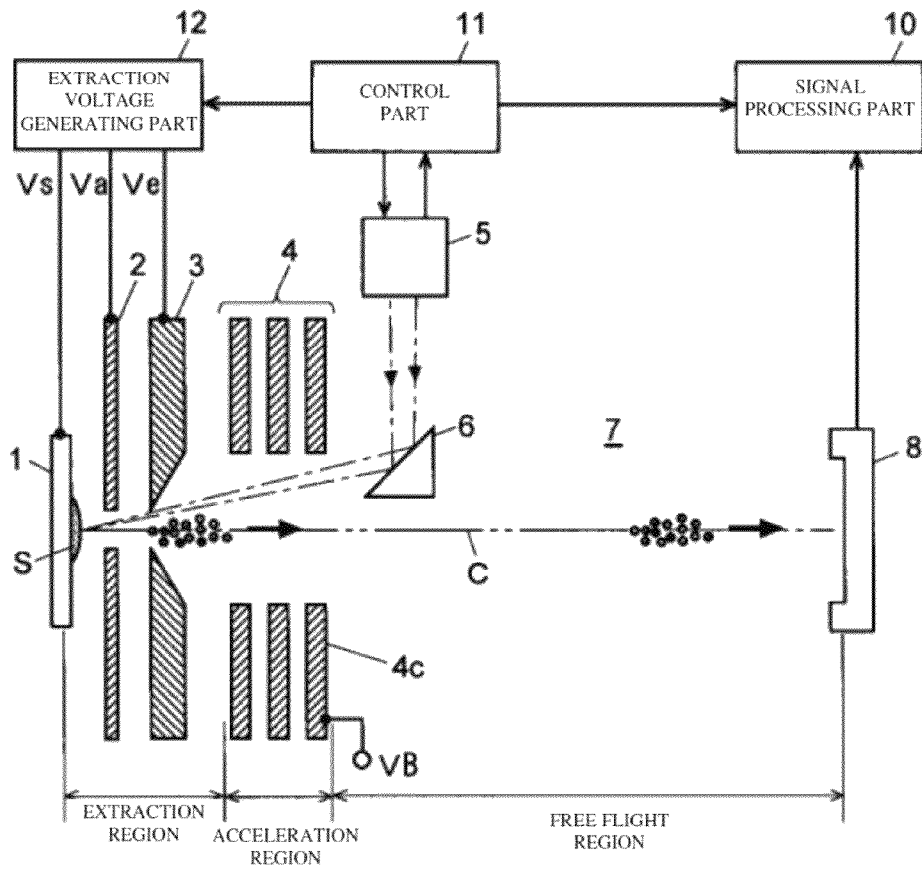 12
11
10
EXTRACTION
VOLTAGE
GENERATING PART
CONTROL
PART
SIGNAL
PROCESSING PART
Vs
Va
Ve
5
2
3
4
6
7
1
8
S
C
4c
VB
EXTRACTION
REGION
ACCELERATION
REGION
FREE FLIGHT
REGION